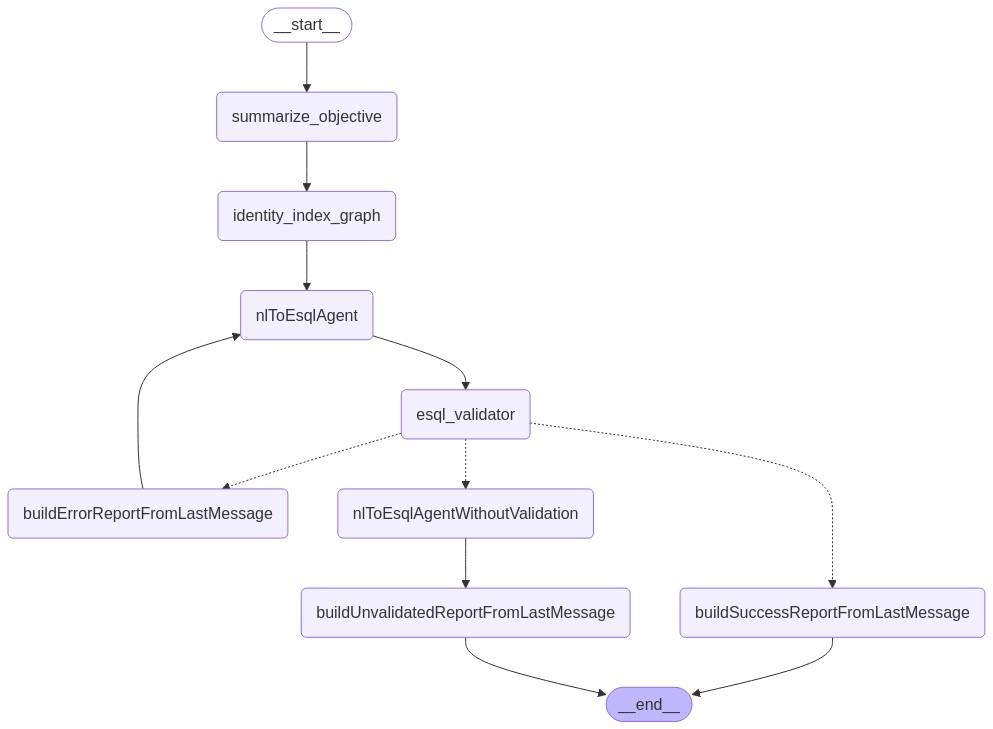 __start__
summarize_objective
identity_index_graph
nlToEsqlAgent
esql_validator
buildErrorReportFromLastMessage
nlToEsqlAgentWithoutValidation
buildUnvalidatedReportFromLastMessage
buildSuccessReportFromLastMessage
__end__